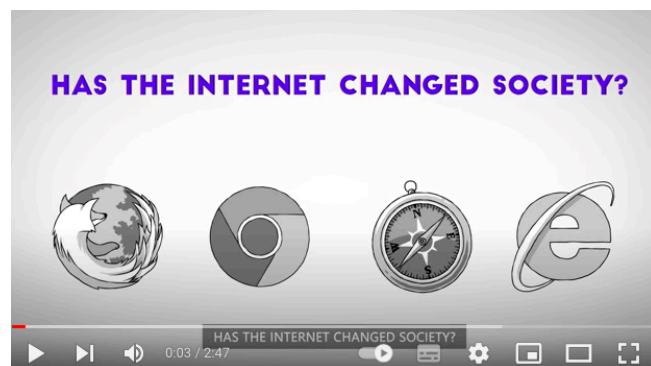 HAS THE INTERNET CHANGED SOCIETY?
N
E
W
S
e
HAS THE INTERNET CHANGED SOCIETY?
0:03 / 2:47